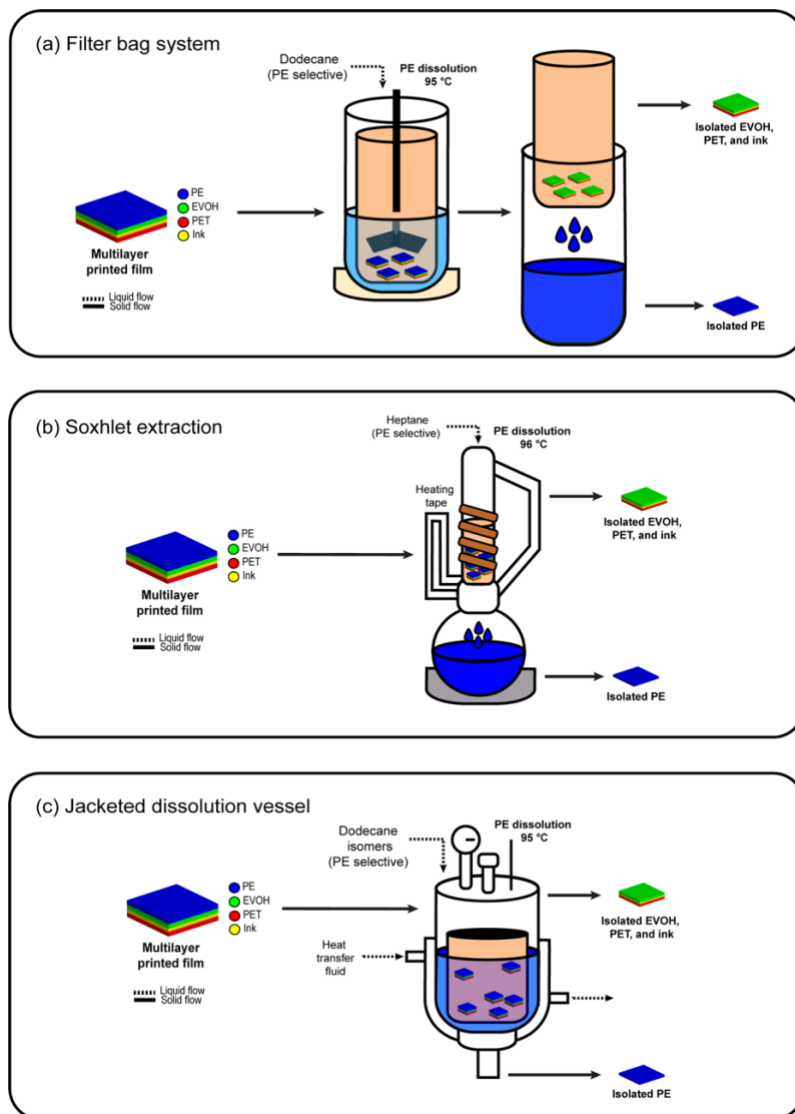 (a) Filter bag system
Dodecane
(PE selective)
PE dissolution
95 °C
PE
EVOH
PET
Ink
Multilayer
printed film
Liquid flow
Solid flow
Isolated EVOH,
PET, and ink
Isolated PE
(b) Soxhlet extraction
Heptane
(PE selective)
PE dissolution
96 °C
Heating
tape
PE
EVOH
PET
Ink
Multilayer
printed film
Liquid flow
Solid flow
Isolated EVOH,
PET, and ink
Isolated PE
(c) Jacketed dissolution vessel
Dodecane
isomers
(PE selective)
PE dissolution
95 °C
PE
EVOH
PET
Ink
Multilayer
printed film
Liquid flow
Solid flow
Heat
transfer
fluid
Isolated EVOH,
PET, and ink
Isolated PE